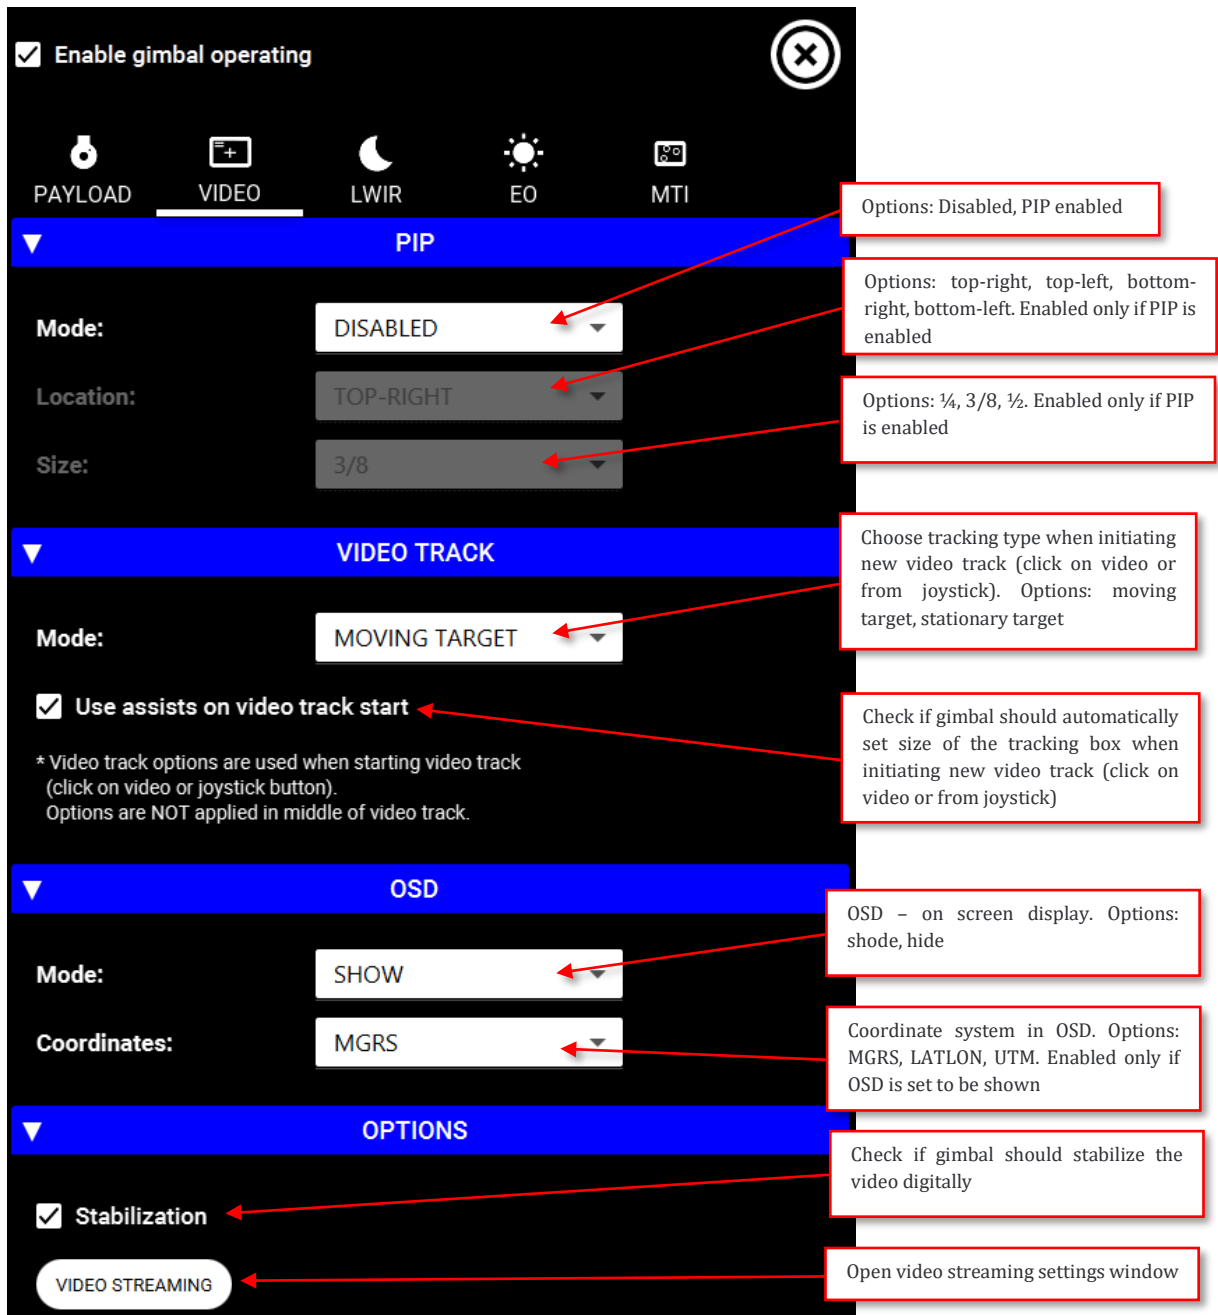 Enable gimbal operating
PAYLOAD VIDEO LWIR EO MTI
PIP
Options: Disabled, PIP enabled
Mode: DISABLED
Options: top-right, top-left, bottom-
right, bottom-left. Enabled only if PIP is
enabled
Location: TOP-RIGHT
Options: ¼, 3/8, ½. Enabled only if PIP
is enabled
Size: 3/8
VIDEO TRACK
Choose tracking type when initiating
new video track (click on video or
from joystick). Options: moving
target, stationary target
Mode: MOVING TARGET
Use assists on video track start
Check if gimbal should automatically
set size of the tracking box when
initiating new video track (click on
video or from joystick)
* Video track options are used when starting video track
(click on video or joystick button).
Options are NOT applied in middle of video track.
OSD
OSD – on screen display. Options:
shode, hide
Mode: SHOW
Coordinates: MGRS
Coordinate system in OSD. Options:
MGRS, LATLON, UTM. Enabled only if
OSD is set to be shown
OPTIONS
Check if gimbal should stabilize the
video digitally
Stabilization
VIDEO STREAMING
Open video streaming settings window